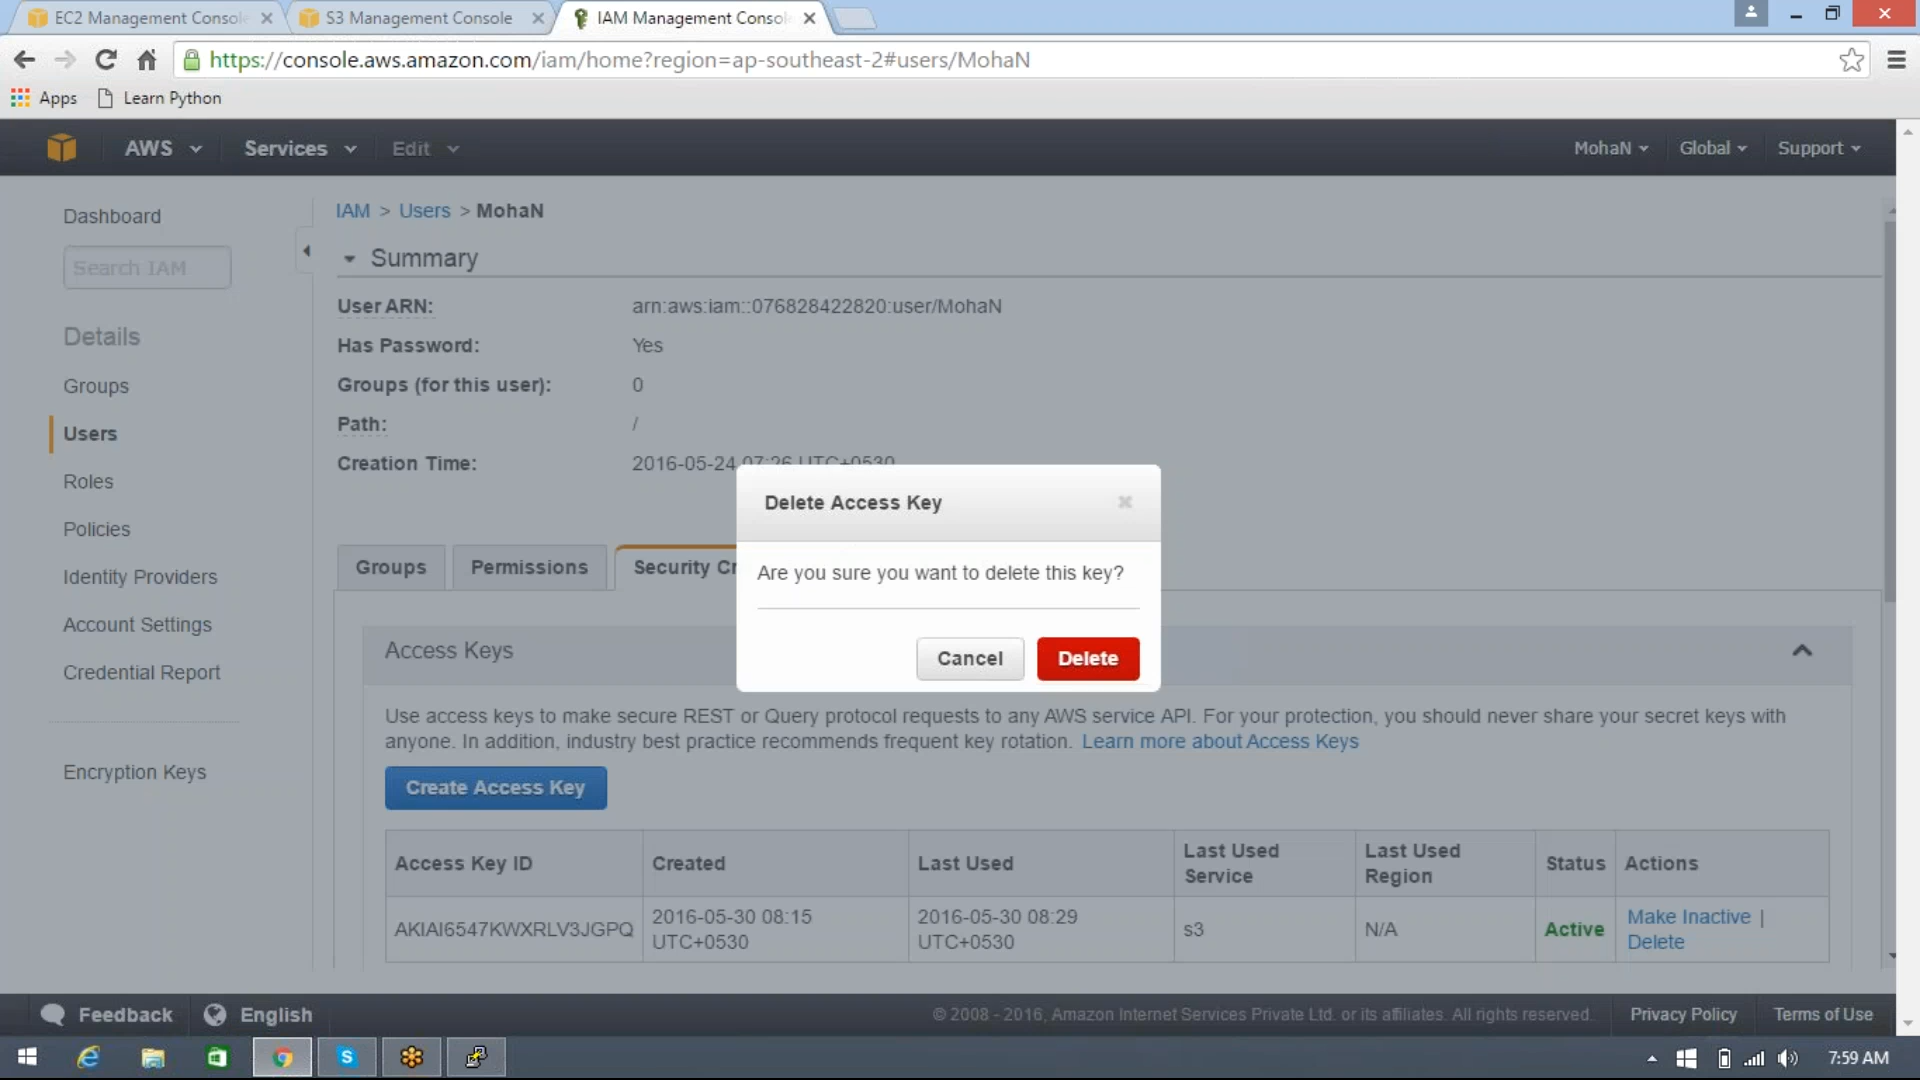 EC2 Management Consol
S3 Management Console
IAM Management Consol
https://console.aws.amazon.com/iam/home?region=ap-southeast-2#users/MohaN
Apps
Learn Python
AWS
Services
Edit
MohaN
Global
Support
Dashboard
Search IAM
Details
Groups
Users
Roles
Policies
Identity Providers
Account Settings
Credential Report
Encryption Keys
IAM > Users > MohaN
Summary
User ARN: arn:aws:iam::076828422820:user/MohaN
Has Password: Yes
Groups (for this user): 0
Path: /
Creation Time: 2016-05-24 07:26 UTC+0530
Groups
Permissions
Security Cr
Delete Access Key
Are you sure you want to delete this key?
Cancel
Delete
Access Keys
Use access keys to make secure REST or Query protocol requests to any AWS service API. For your protection, you should never share your secret keys with
anyone. In addition, industry best practice recommends frequent key rotation. Learn more about Access Keys
Create Access Key
Access Key ID
Created
Last Used
Last Used
Service
Last Used
Region
Status
Actions
AKIAI6547KWXRLV3JGPQ
2016-05-30 08:15
UTC+0530
2016-05-30 08:29
UTC+0530
s3
N/A
Active
Make Inactive |
Delete
Feedback
English
© 2008 - 2016, Amazon Internet Services Private Ltd. or its affiliates. All rights reserved.
Privacy Policy
Terms of Use
7:59 AM